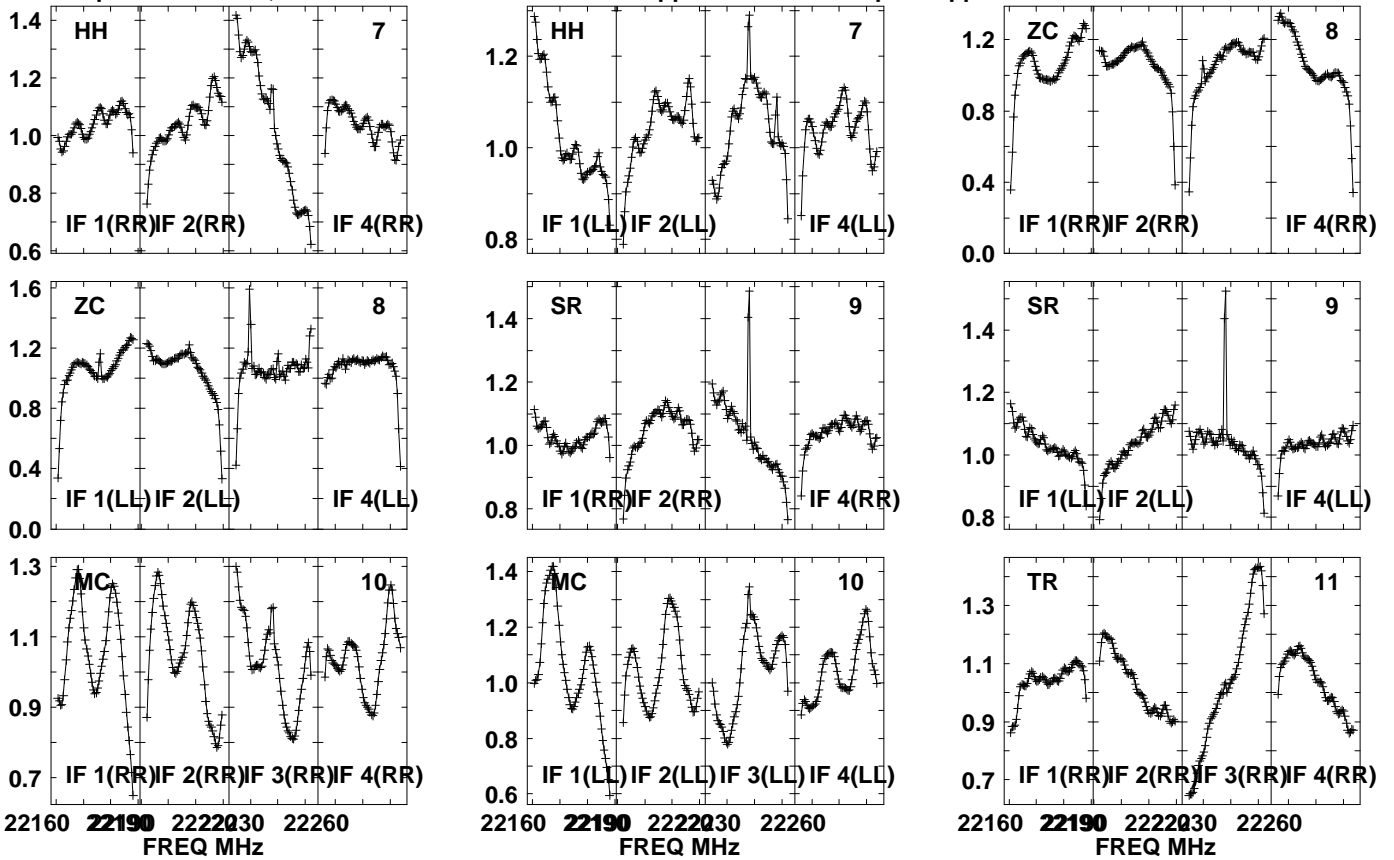 HH 7
1.4
1.2
1.0
0.8
0.6
IF 1(RR) IF 2(RR) IF 4(RR)
HH 7
1.2
1.0
0.8
IF 1(LL) IF 2(LL) IF 4(LL)
ZC 8
1.2
0.8
0.4
0.0
IF 1(RR) IF 2(RR) IF 4(RR)
ZC 8
1.6
1.2
0.8
0.4
0.0
IF 1(LL) IF 2(LL) IF 4(LL)
SR 9
1.4
1.2
1.0
0.8
IF 1(RR) IF 2(RR) IF 4(RR)
SR 9
1.4
1.2
1.0
0.8
IF 1(LL) IF 2(LL) IF 4(LL)
MC 10
1.3
1.1
0.9
0.7
IF 1(RR) IF 2(RR) IF 3(RR) IF 4(RR)
22160 22190 22230 22260
FREQ MHz
MC 10
1.4
1.2
1.0
0.8
0.6
IF 1(LL) IF 2(LL) IF 3(LL) IF 4(LL)
22160 22190 22230 22260
FREQ MHz
TR 11
1.3
1.1
0.9
0.7
IF 1(RR) IF 2(RR) IF 3(RR) IF 4(RR)
22160 22190 22230 22260
FREQ MHz